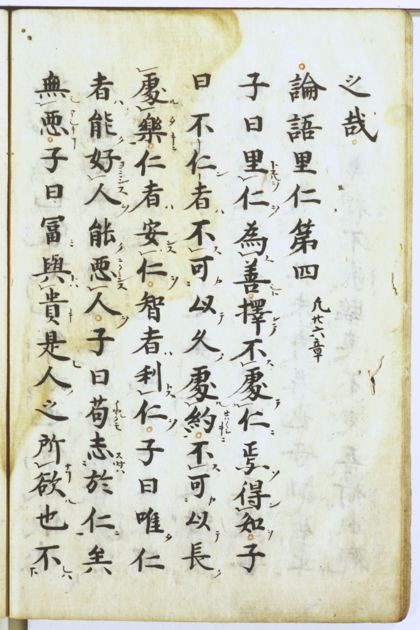 之哉
論語里仁第四 凡廿六章
子曰里仁為善擇不處仁焉得知子
曰不仁者不可以久處約不可以長
處樂仁者安仁智者利仁子曰唯仁
者能好人能惡人子曰苟志於仁矣
無惡子曰冨與貴是人之所欲也不